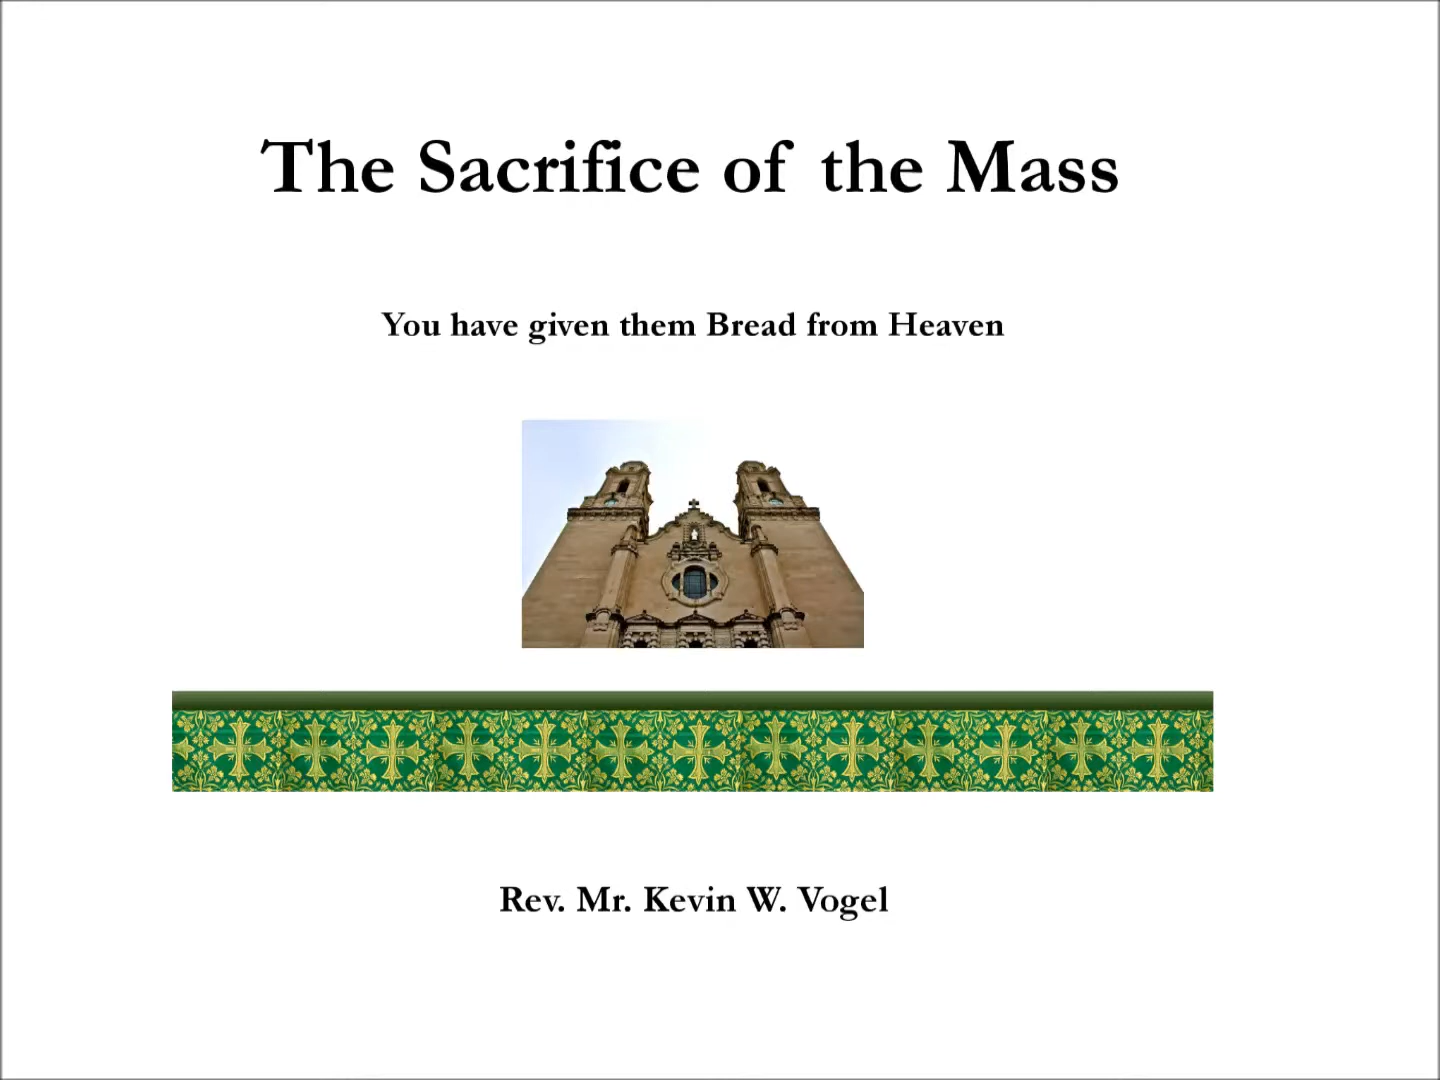 The Sacrifice of the Mass
You have given them Bread from Heaven
Rev. Mr. Kevin W. Vogel